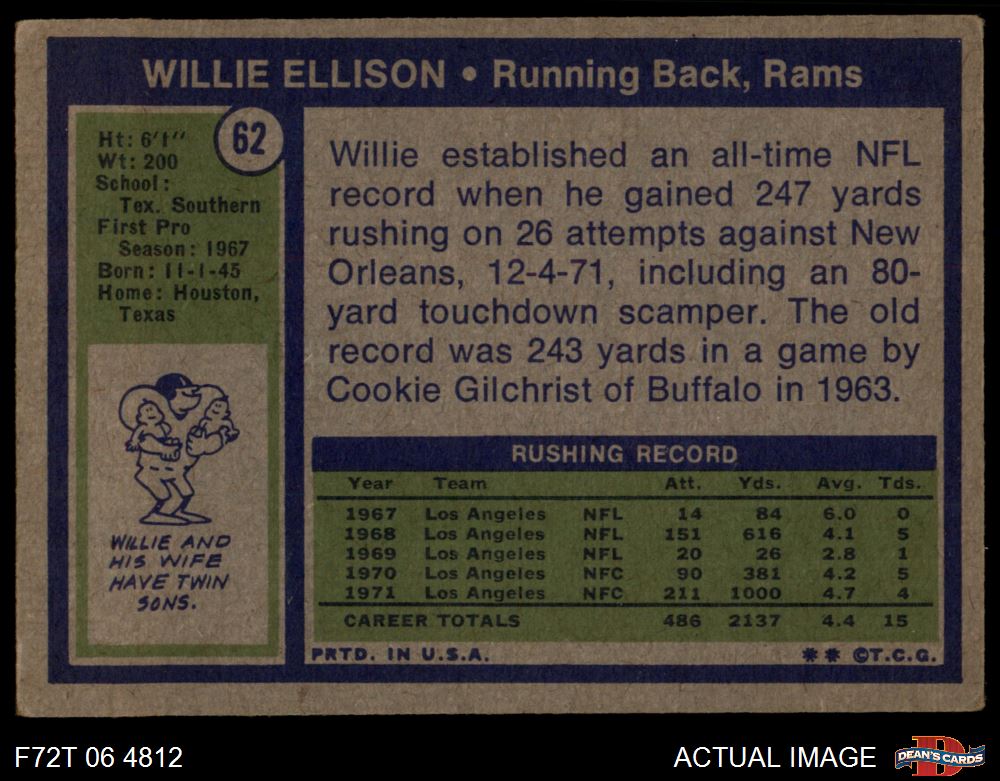 WILLIE ELLISON • Running Back, Rams
62
Ht: 6'1"
Wt: 200
School:
Tex. Southern
First Pro
Season: 1967
Born: 11-1-45
Home: Houston,
Texas
WILLIE AND
HIS WIFE
HAVE TWIN
SONS.
Willie established an all-time NFL
record when he gained 247 yards
rushing on 26 attempts against New
Orleans, 12-4-71, including an 80-
yard touchdown scamper. The old
record was 243 yards in a game by
Cookie Gilchrist of Buffalo in 1963.
RUSHING RECORD
Year Team Att. Yds. Avg. Tds.
1967 Los Angeles NFL 14 84 6.0 0
1968 Los Angeles NFL 151 616 4.1 5
1969 Los Angeles NFL 20 26 2.8 1
1970 Los Angeles NFC 90 381 4.2 5
1971 Los Angeles NFC 211 1000 4.7 4
CAREER TOTALS 486 2137 4.4 15
PRTD. IN U.S.A. ** ©T.C.G.
F72T 06 4812 ACTUAL IMAGE D DEAN'S CARDS